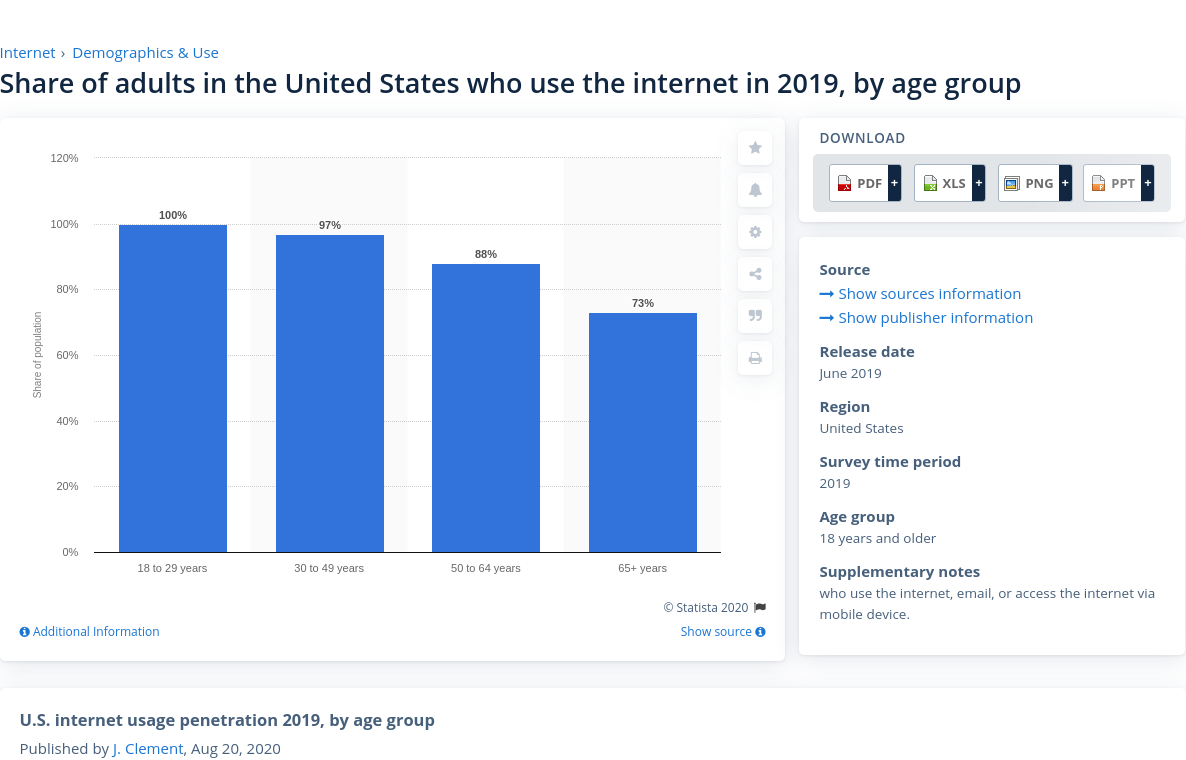 Internet › Demographics & Use
Share of adults in the United States who use the internet in 2019, by age group
120%
100%
80%
60%
40%
20%
0%
Share of population
100%
97%
88%
73%
18 to 29 years
30 to 49 years
50 to 64 years
65+ years
© Statista 2020
Additional Information
Show source
DOWNLOAD
PDF +
XLS +
PNG +
PPT +
Source
Show sources information
Show publisher information
Release date
June 2019
Region
United States
Survey time period
2019
Age group
18 years and older
Supplementary notes
who use the internet, email, or access the internet via
mobile device.
U.S. internet usage penetration 2019, by age group
Published by J. Clement, Aug 20, 2020